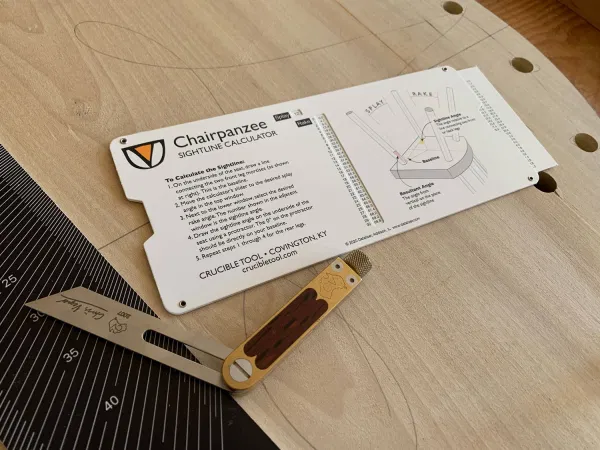 Chairpanzee
SIGHTLINE CALCULATOR
Splay
Rake
To Calculate the Sightline:
1. On the underside of the seat, draw a line
connecting the two front leg mortises (as shown
at right). This is the baseline.
2. Move the calculator's slider to the desired splay
angle in the top window.
3. Next to the lower window, select the desired
rake angle. The number shown in the adjacent
window is the sightline angle.
4. Draw the sightline angle on the underside of the
seat using a protractor. The 0° on the protractor
should be directly on your baseline.
5. Repeat steps 1 through 4 for the rear legs.
CRUCIBLE TOOL • COVINGTON, KY
crucibletool.com
SPLAY
RAKE
Sightline Angle
Baseline
Resultant Angle
The angle from
35
40
25